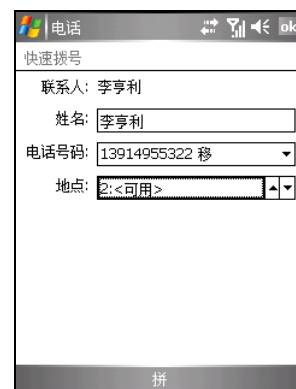 电话 ok
快速拨号
联系人: 李亨利
姓名: 李亨利
电话号码: 13914955322 移
地点: 2:<可用>
拼